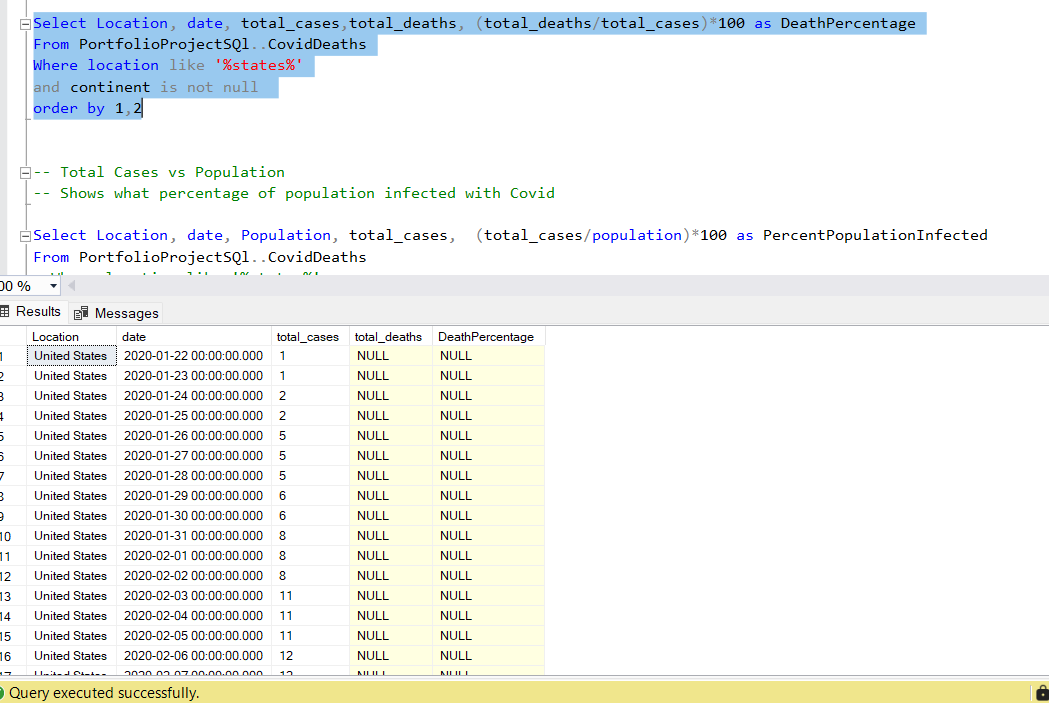 Select Location, date, total_cases,total_deaths, (total_deaths/total_cases)*100 as DeathPercentage
From PortfolioProjectSQl..CovidDeaths
Where location like '%states%'
and continent is not null
order by 1,2
-- Total Cases vs Population
-- Shows what percentage of population infected with Covid
Select Location, date, Population, total_cases, (total_cases/population)*100 as PercentPopulationInfected
From PortfolioProjectSQl..CovidDeaths
00 %
Results Messages
Location date total_cases total_deaths DeathPercentage
1 United States 2020-01-22 00:00:00.000 1 NULL NULL
2 United States 2020-01-23 00:00:00.000 1 NULL NULL
3 United States 2020-01-24 00:00:00.000 2 NULL NULL
4 United States 2020-01-25 00:00:00.000 2 NULL NULL
5 United States 2020-01-26 00:00:00.000 5 NULL NULL
6 United States 2020-01-27 00:00:00.000 5 NULL NULL
7 United States 2020-01-28 00:00:00.000 5 NULL NULL
8 United States 2020-01-29 00:00:00.000 6 NULL NULL
9 United States 2020-01-30 00:00:00.000 6 NULL NULL
10 United States 2020-01-31 00:00:00.000 8 NULL NULL
11 United States 2020-02-01 00:00:00.000 8 NULL NULL
12 United States 2020-02-02 00:00:00.000 8 NULL NULL
13 United States 2020-02-03 00:00:00.000 11 NULL NULL
14 United States 2020-02-04 00:00:00.000 11 NULL NULL
15 United States 2020-02-05 00:00:00.000 11 NULL NULL
16 United States 2020-02-06 00:00:00.000 12 NULL NULL
Query executed successfully.